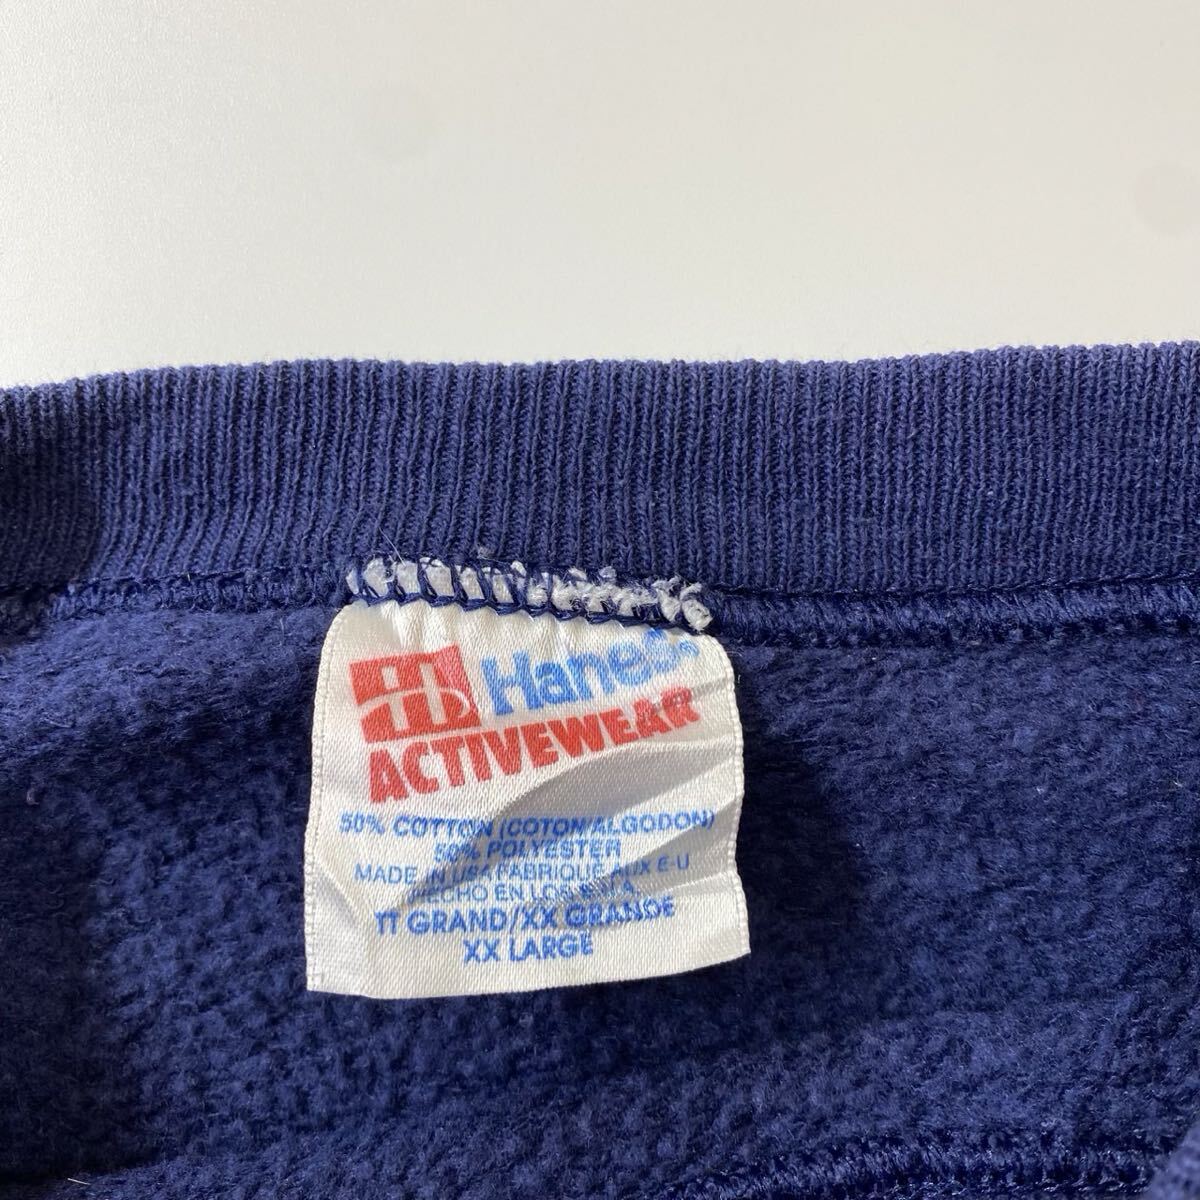 Hanes®
ACTIVEWEAR
50% COTTON (COTON/ALGODON)
50% POLYESTER
MADE IN USA FABRIQUE AUX E-U
HECHO EN LOS E.U.A.
TT GRAND/XX GRANDE
XX LARGE